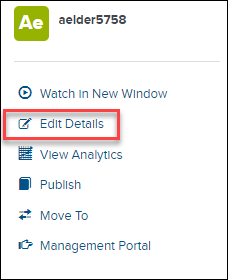 Ae
aelder5758
Watch in New Window
Edit Details
View Analytics
Publish
Move To
Management Portal